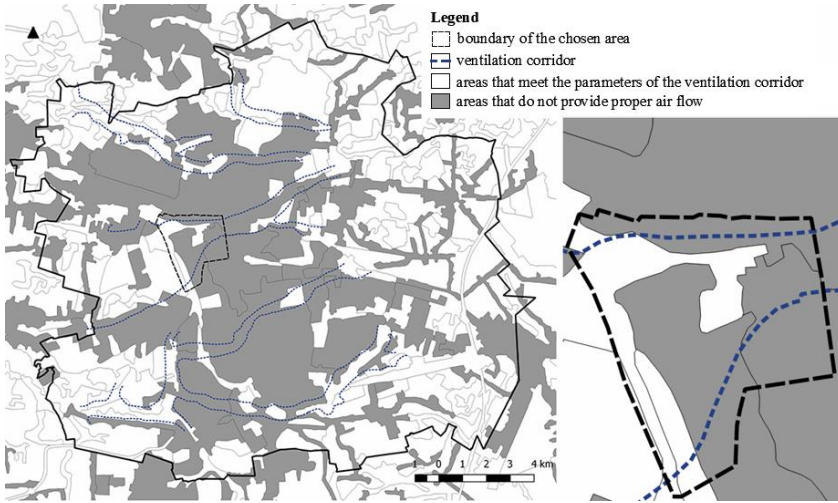 Legend
boundary of the chosen area
ventilation corridor
areas that meet the parameters of the ventilation corridor
areas that do not provide proper air flow
1 0 1 2 3 4 km